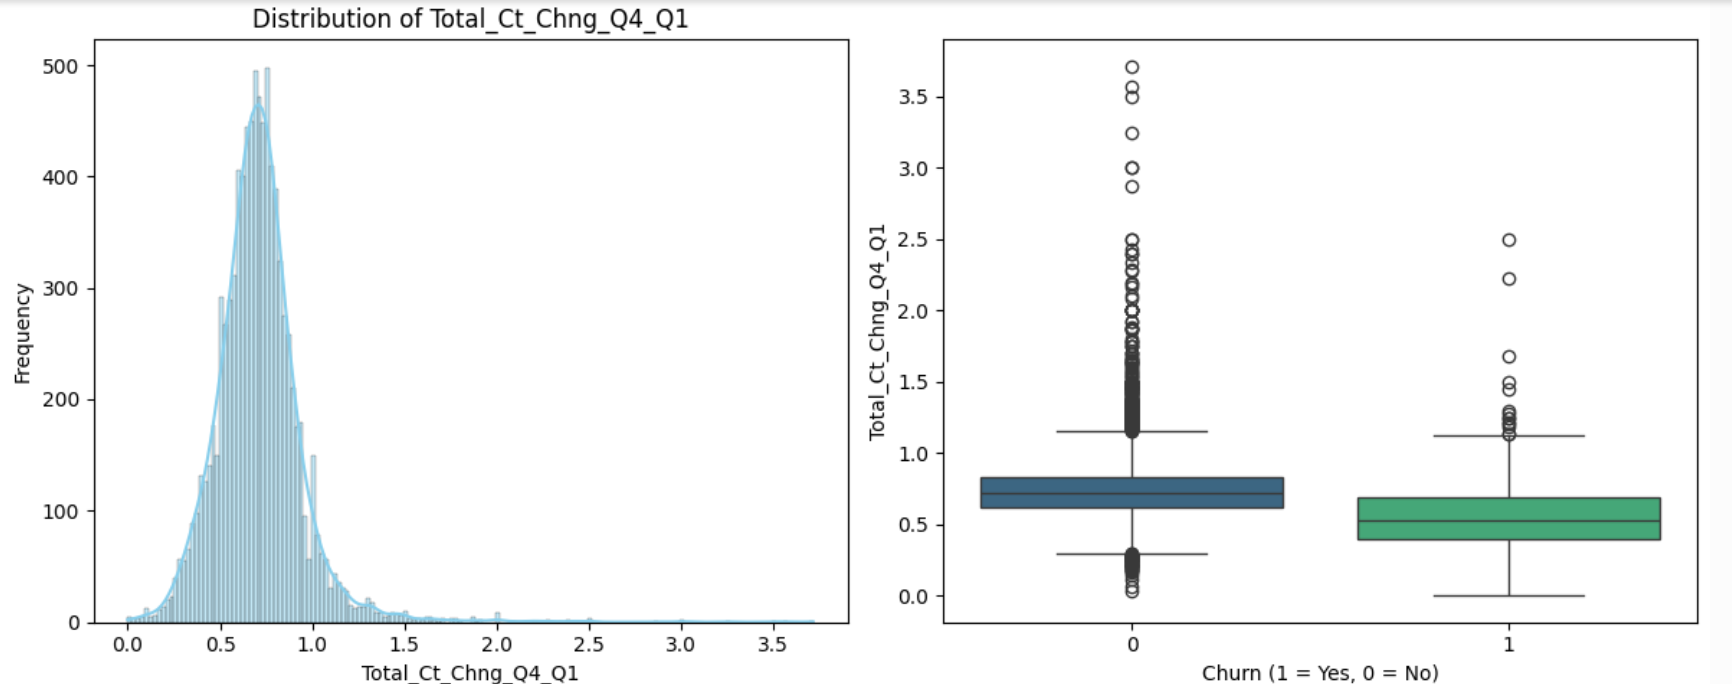 Distribution of Total_Ct_Chng_Q4_Q1
500
400
300
200
100
0
Frequency
0.0 0.5 1.0 1.5 2.0 2.5 3.0 3.5
Total_Ct_Chng_Q4_Q1
3.5
3.0
2.5
2.0
1.5
1.0
0.5
0.0
Total_Ct_Chng_Q4_Q1
0 1
Churn (1 = Yes, 0 = No)